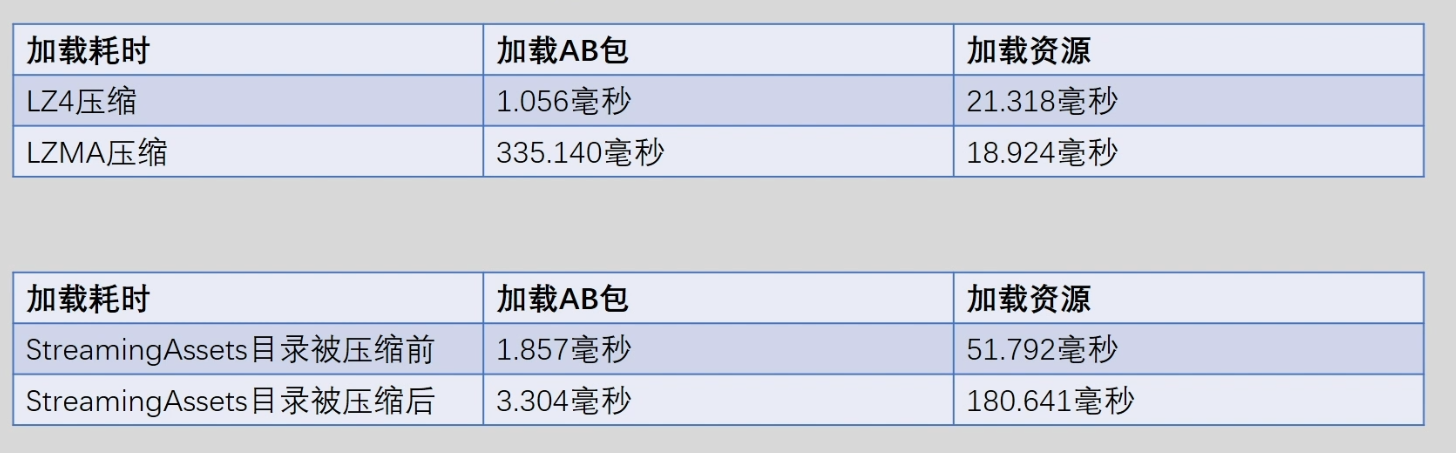 加载耗时 加载AB包 加载资源
LZ4压缩 1.056毫秒 21.318毫秒
LZMA压缩 335.140毫秒 18.924毫秒
加载耗时 加载AB包 加载资源
StreamingAssets目录被压缩前 1.857毫秒 51.792毫秒
StreamingAssets目录被压缩后 3.304毫秒 180.641毫秒